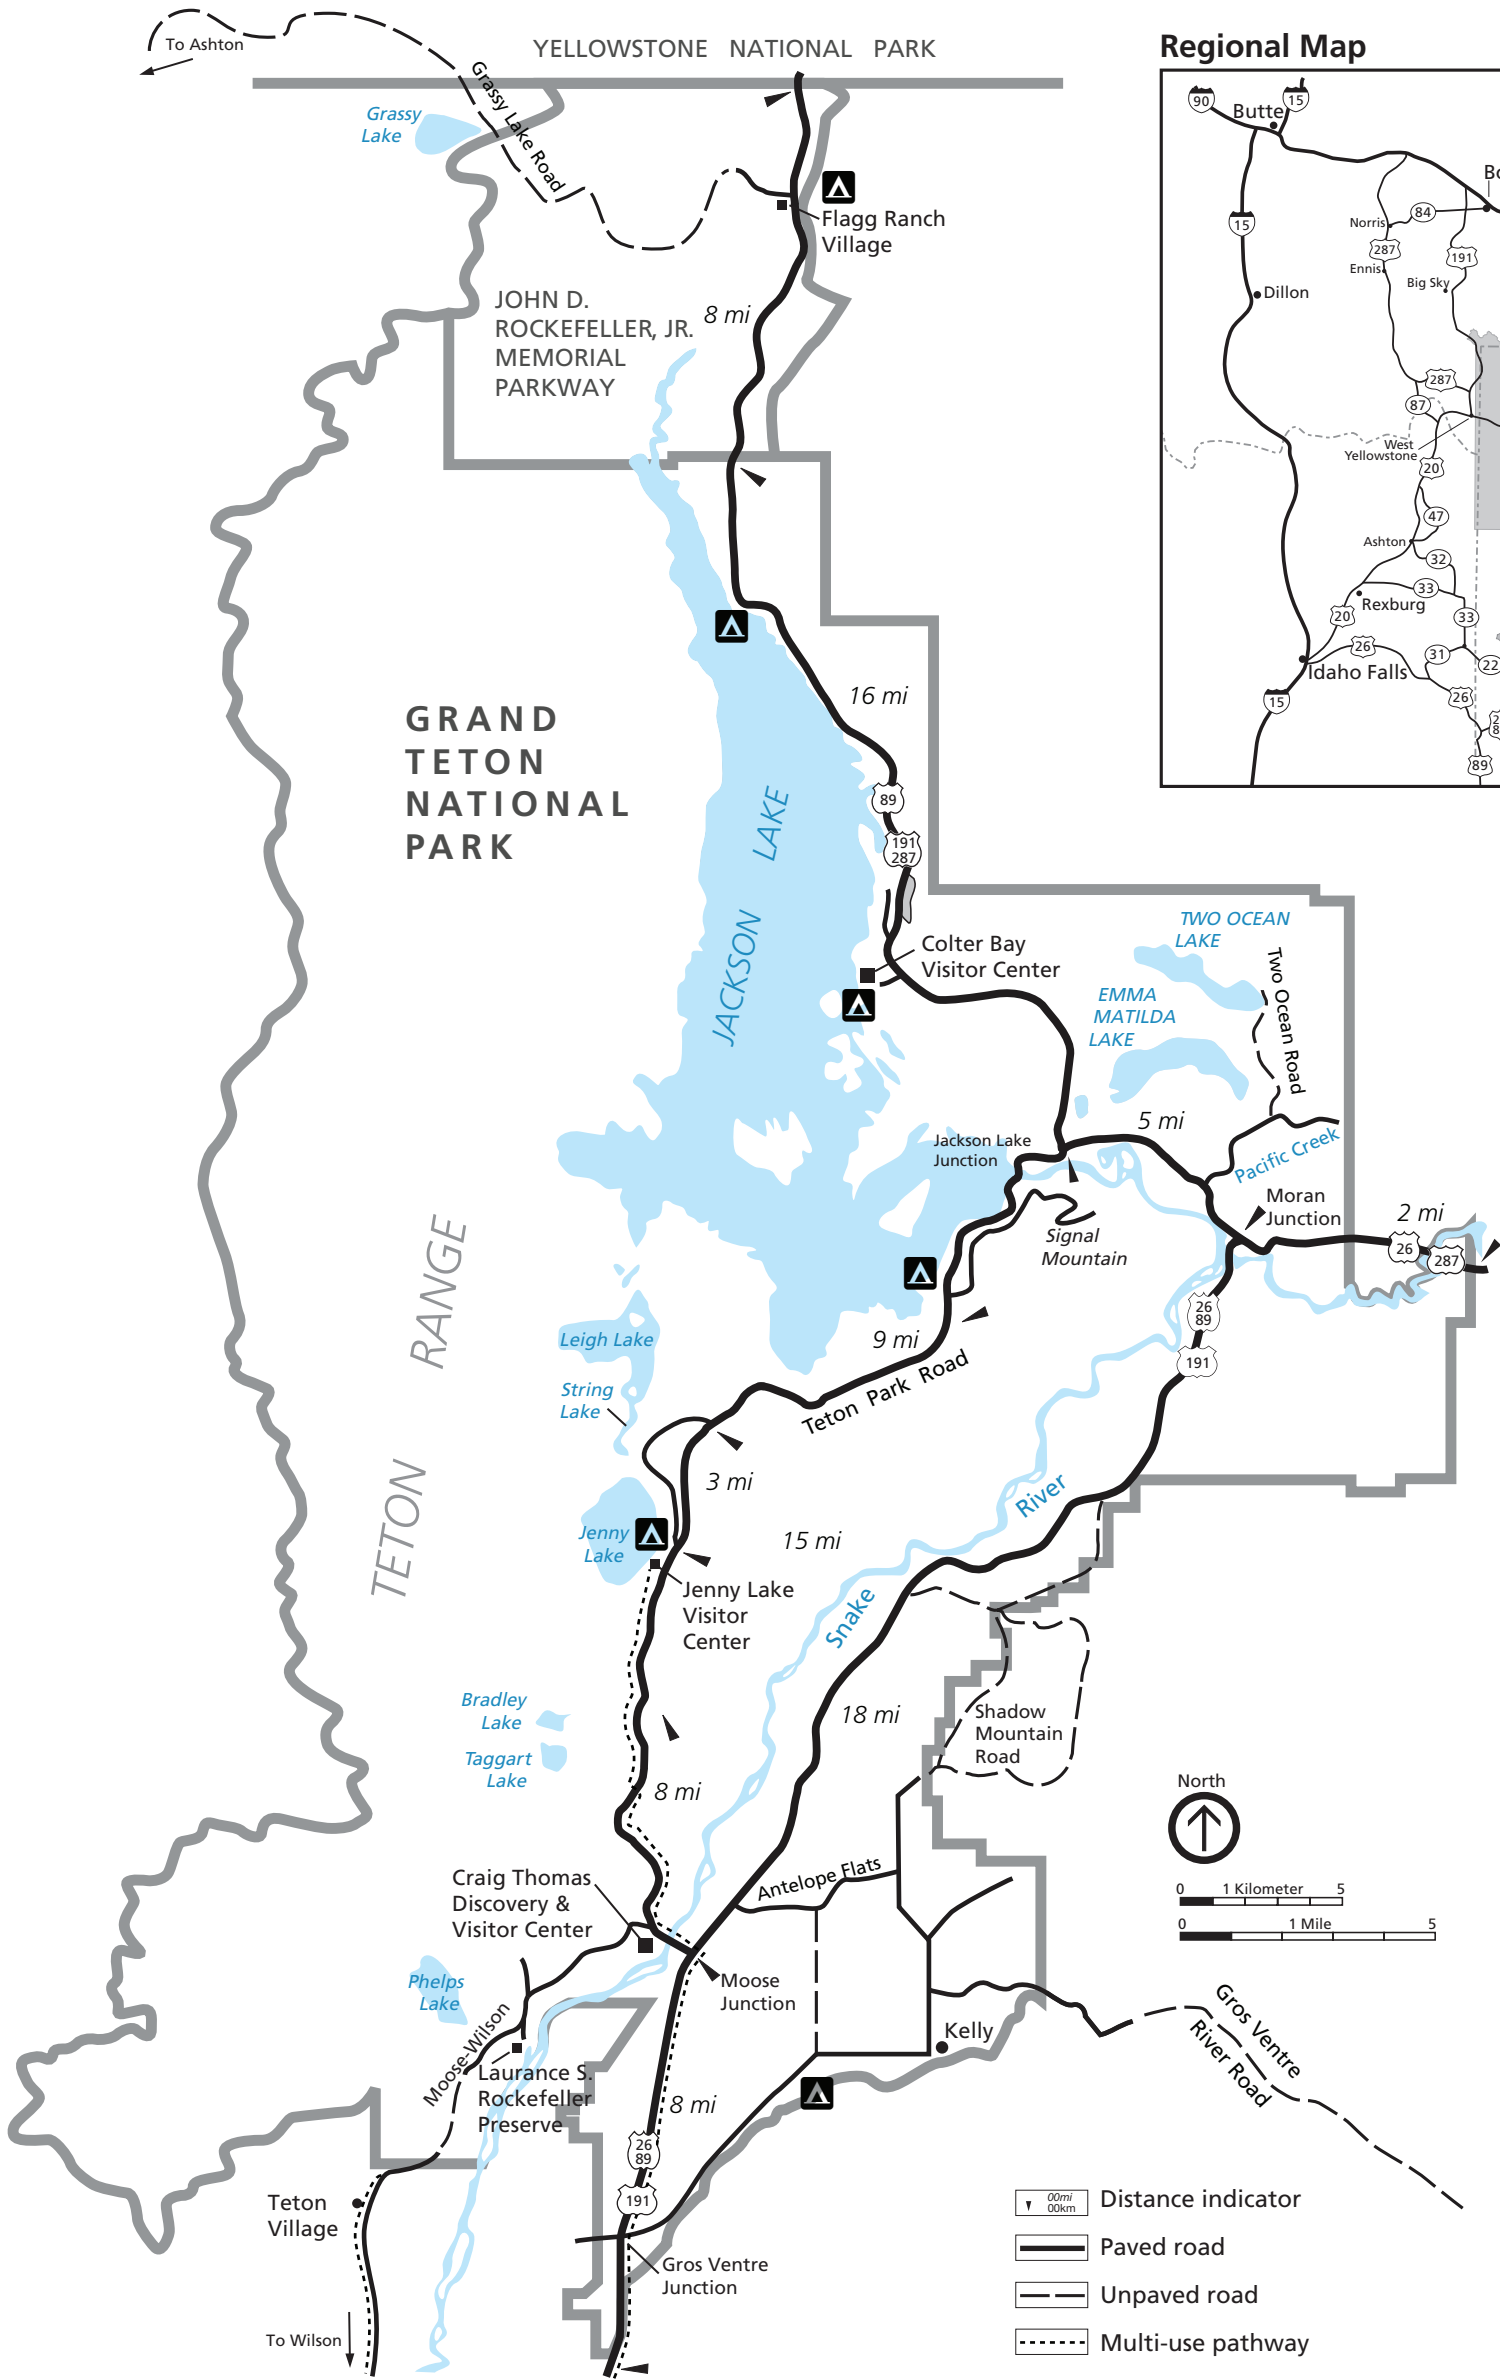 To Ashton
YELLOWSTONE NATIONAL PARK
Grassy Lake Road
Grassy
Lake
Flagg Ranch
Village
JOHN D.
ROCKEFELLER, JR.
MEMORIAL
PARKWAY
8 mi
16 mi
GRAND
TETON
NATIONAL
PARK
89
191
287
JACKSON LAKE
Colter Bay
Visitor Center
TWO OCEAN
LAKE
Two Ocean Road
EMMA
MATILDA
LAKE
5 mi
Jackson Lake
Junction
Pacific Creek
Moran
Junction
2 mi
26
287
Signal
Mountain
26
89
191
9 mi
Teton Park Road
TETON RANGE
Leigh Lake
String
Lake
3 mi
Jenny
Lake
15 mi
Jenny Lake
Visitor
Center
Snake River
18 mi
Shadow
Mountain
Road
Bradley
Lake
Taggart
Lake
8 mi
Craig Thomas
Discovery &
Visitor Center
Antelope Flats
Phelps
Lake
Moose
Junction
Moose-Wilson
Laurance S.
Rockefeller
Preserve
Kelly
Gros Ventre
River Road
8 mi
26
89
191
Teton
Village
Gros Ventre
Junction
To Wilson
North
0 1 Kilometer 5
0 1 Mile 5
00mi
00km
Distance indicator
Paved road
Unpaved road
Multi-use pathway
Regional Map
90
Butte
15
15
Norris
84
287
191
Ennis
Big Sky
Dillon
287
87
West
Yellowstone
20
47
Ashton
32
33
Rexburg
20
33
26
31
22
Idaho Falls
15
26
89